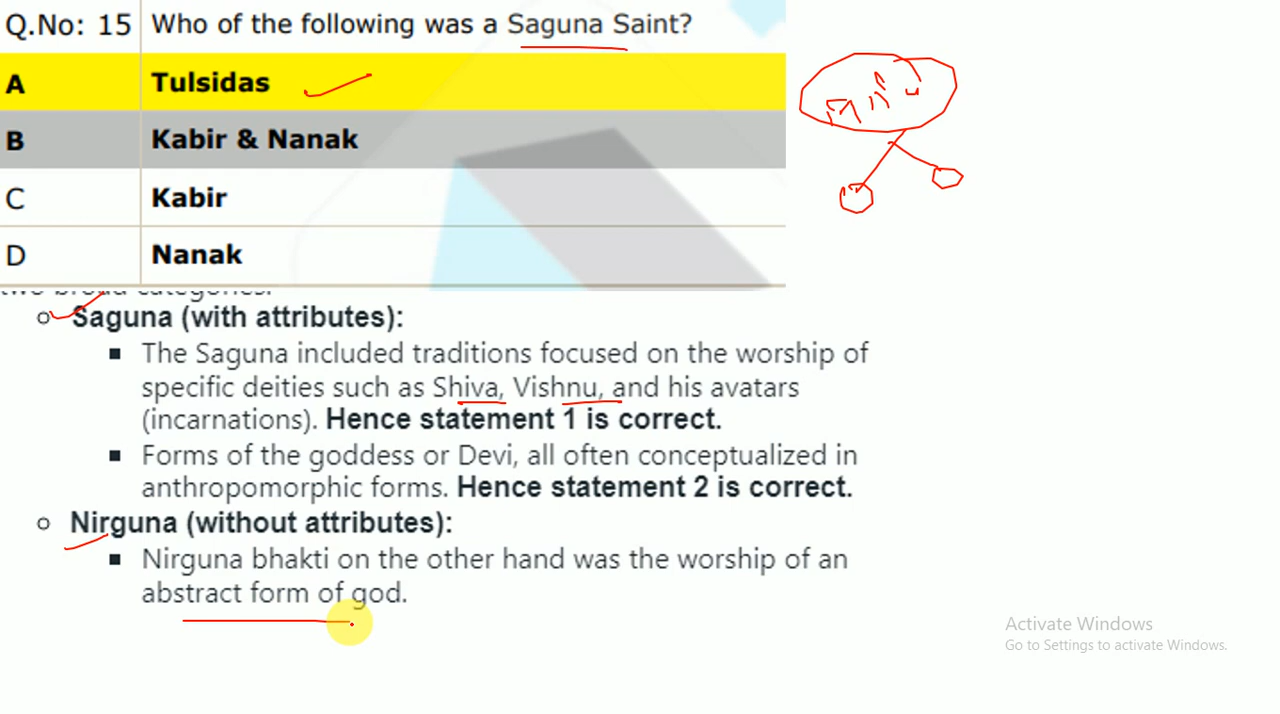 Q.No: 15 Who of the following was a Saguna Saint?
A Tulsidas
B Kabir & Nanak
C Kabir
D Nanak
two broad categories:
Saguna (with attributes):
The Saguna included traditions focused on the worship of
specific deities such as Shiva, Vishnu, and his avatars
(incarnations). Hence statement 1 is correct.
Forms of the goddess or Devi, all often conceptualized in
anthropomorphic forms. Hence statement 2 is correct.
Nirguna (without attributes):
Nirguna bhakti on the other hand was the worship of an
abstract form of god.
Activate Windows
Go to Settings to activate Windows.